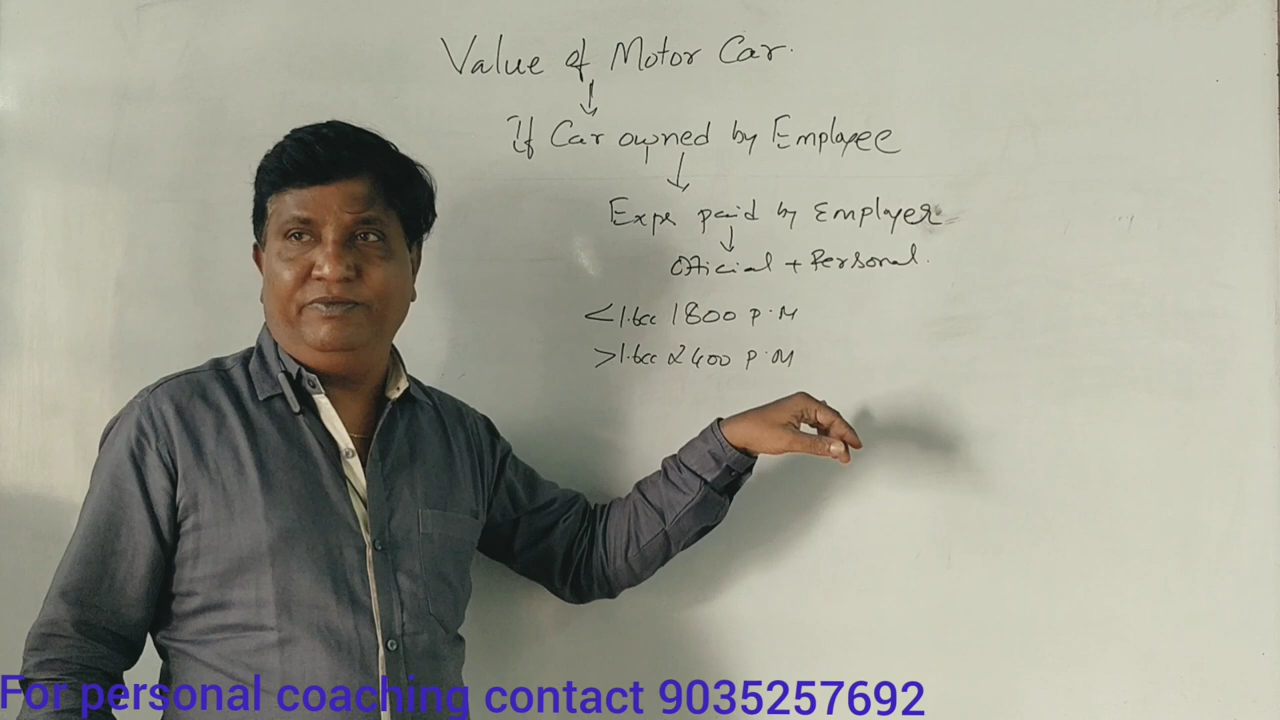 Value of Motor Car.
If Car owned by Employee
Expe paid by Employer
Official + Personal.
<1.6cc 1800 P.M
>1.6cc 2400 P.M
For personal coaching contact 9035257692